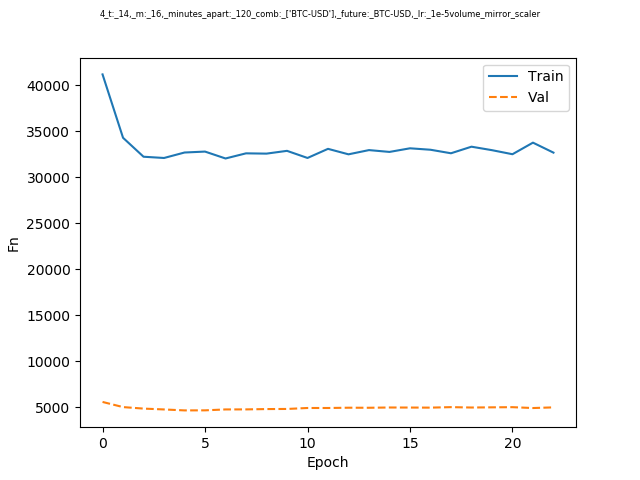 4_t:_14,_m:_16,_minutes_apart:_120_comb:_['BTC-USD'],_future:_BTC-USD,_lr:_1e-5volume_mirror_scaler
Train
Val
40000
35000
30000
25000
20000
15000
10000
5000
Fn
0 5 10 15 20
Epoch